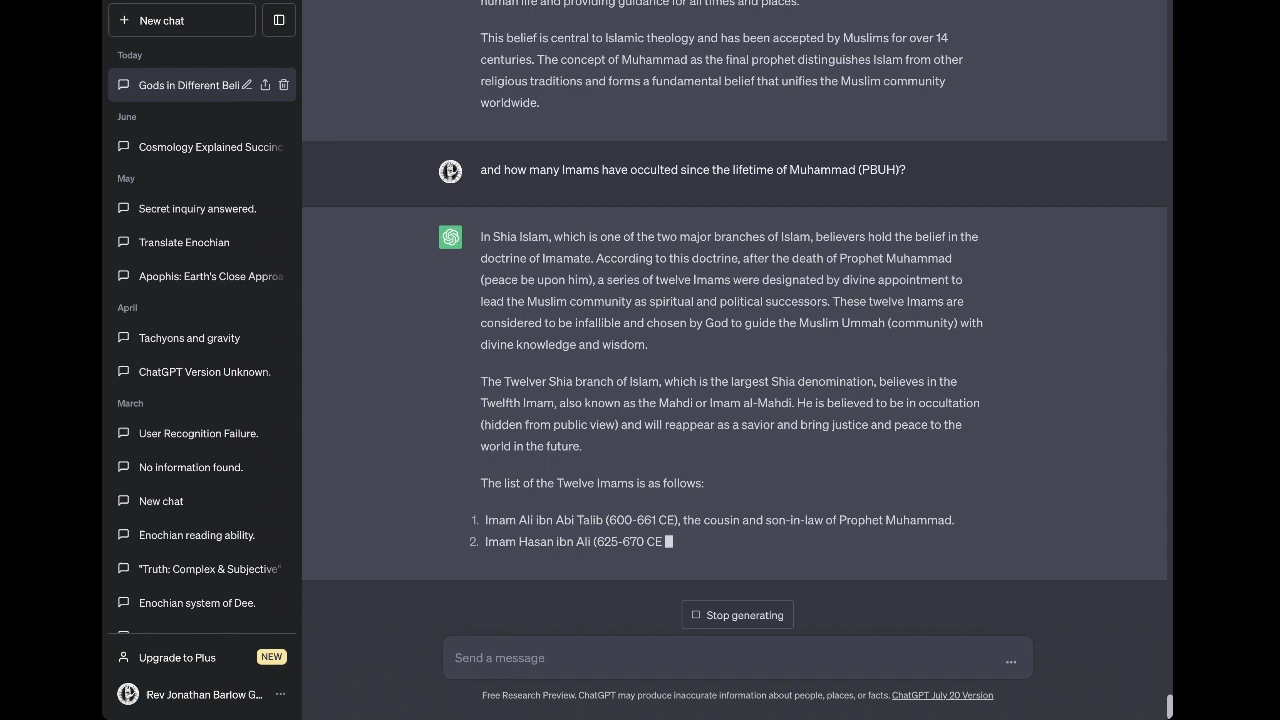 New chat
Today
Gods in Different Beli
June
Cosmology Explained Succinc
May
Secret inquiry answered.
Translate Enochian
Apophis: Earth's Close Approa
April
Tachyons and gravity
ChatGPT Version Unknown.
March
User Recognition Failure.
No information found.
New chat
Enochian reading ability.
"Truth: Complex & Subjective"
Enochian system of Dee.
Upgrade to Plus NEW
Rev Jonathan Barlow G...
human life and providing guidance for all times and places.
This belief is central to Islamic theology and has been accepted by Muslims for over 14
centuries. The concept of Muhammad as the final prophet distinguishes Islam from other
religious traditions and forms a fundamental belief that unifies the Muslim community
worldwide.
and how many Imams have occulted since the lifetime of Muhammad (PBUH)?
In Shia Islam, which is one of the two major branches of Islam, believers hold the belief in the
doctrine of Imamate. According to this doctrine, after the death of Prophet Muhammad
(peace be upon him), a series of twelve Imams were designated by divine appointment to
lead the Muslim community as spiritual and political successors. These twelve Imams are
considered to be infallible and chosen by God to guide the Muslim Ummah (community) with
divine knowledge and wisdom.
The Twelver Shia branch of Islam, which is the largest Shia denomination, believes in the
Twelfth Imam, also known as the Mahdi or Imam al-Mahdi. He is believed to be in occultation
(hidden from public view) and will reappear as a savior and bring justice and peace to the
world in the future.
The list of the Twelve Imams is as follows:
1. Imam Ali ibn Abi Talib (600-661 CE), the cousin and son-in-law of Prophet Muhammad.
2. Imam Hasan ibn Ali (625-670 CE
Stop generating
Send a message
Free Research Preview. ChatGPT may produce inaccurate information about people, places, or facts. ChatGPT July 20 Version